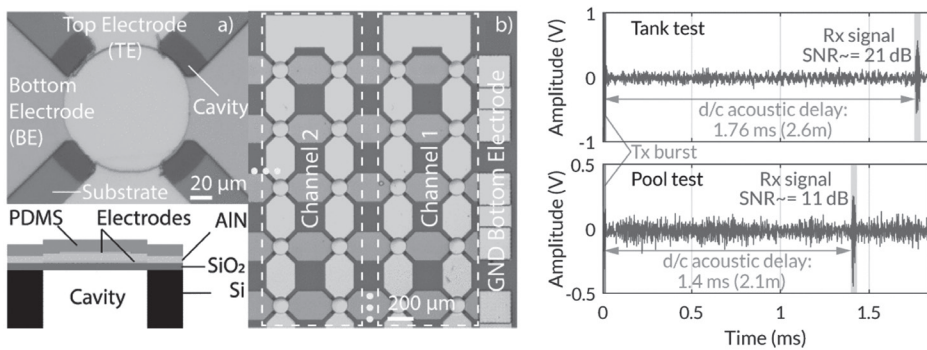 Top Electrode
(TE)
a)
Bottom
Electrode
(BE)
Cavity
Substrate
20 µm
PDMS
Electrodes
AlN
SiO₂
Si
Cavity
b)
Channel 2
Channel 1
GND Bottom Electrode
200 µm
Amplitude (V)
1
0
-1
Tank test
Rx signal
SNR~= 21 dB
d/c acoustic delay:
1.76 ms (2.6m)
Tx burst
Amplitude (V)
0.5
0
-0.5
Pool test
Rx signal
SNR~= 11 dB
d/c acoustic delay:
1.4 ms (2.1m)
0
0.5
1
1.5
Time (ms)